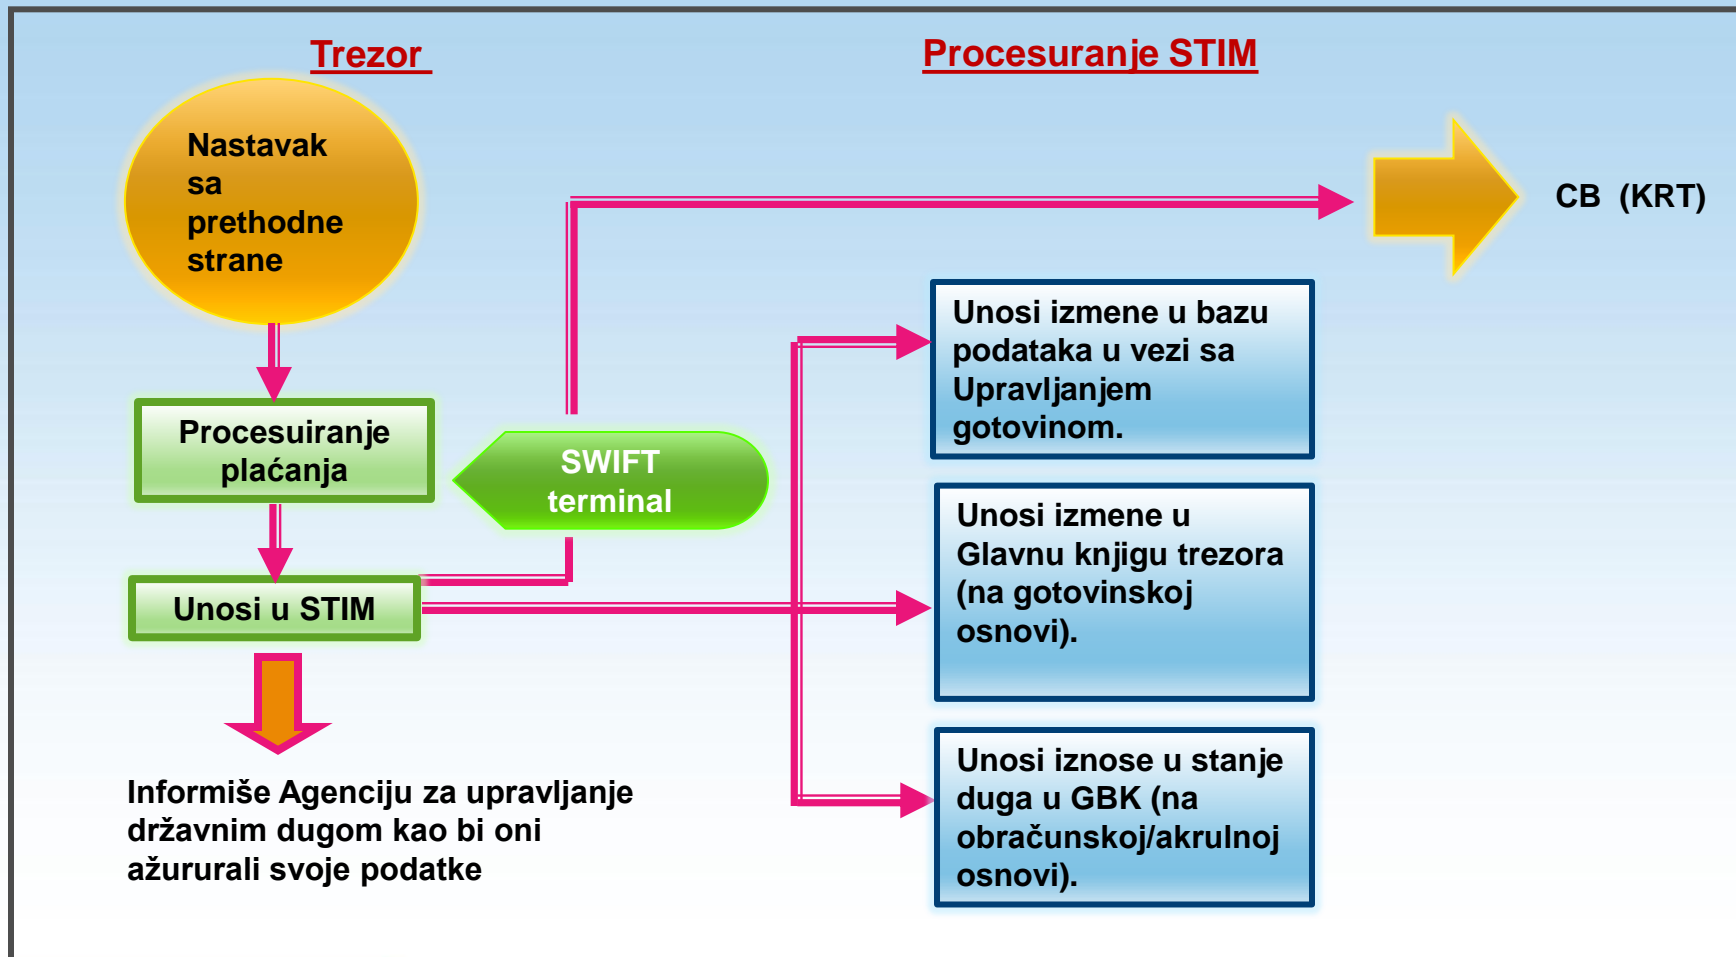 Trezor
Procesuranje STIM
Nastavak
sa
prethodne
strane
CB (KRT)
Unosi izmene u bazu
podataka u vezi sa
Upravljanjem
gotovinom.
Procesuiranje
plaćanja
SWIFT
terminal
Unosi izmene u
Glavnu knjigu trezora
(na gotovinskoj
osnovi).
Unosi u STIM
Unosi iznose u stanje
duga u GBK (na
obračunskoj/akrulnoj
osnovi).
Informiše Agenciju za upravljanje
državnim dugom kao bi oni
ažururali svoje podatke